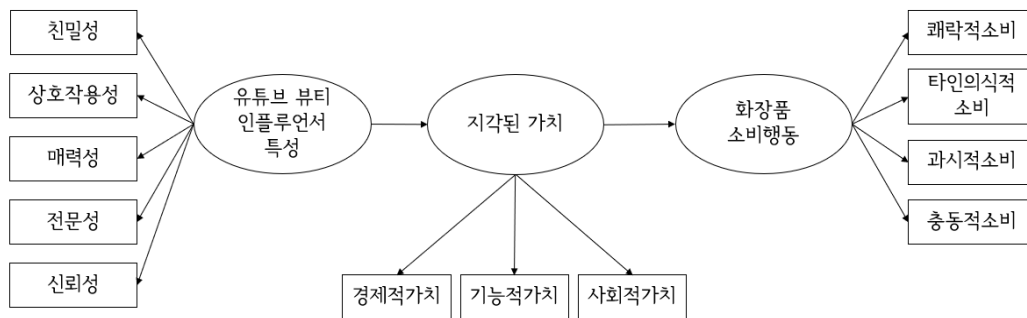 친밀성
상호작용성
매력성
전문성
신뢰성
유튜브 뷰티
인플루언서
특성
지각된 가치
경제적가치
기능적가치
사회적가치
화장품
소비행동
쾌락적소비
타인의식적
소비
과시적소비
충동적소비